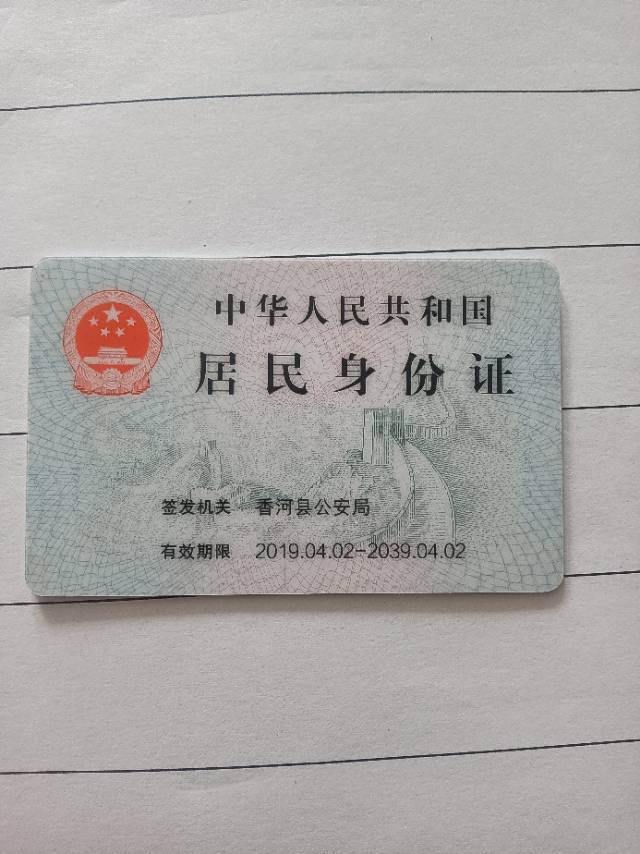 中华人民共和国
居民身份证
签发机关 香河县公安局
有效期限 2019.04.02-2039.04.02